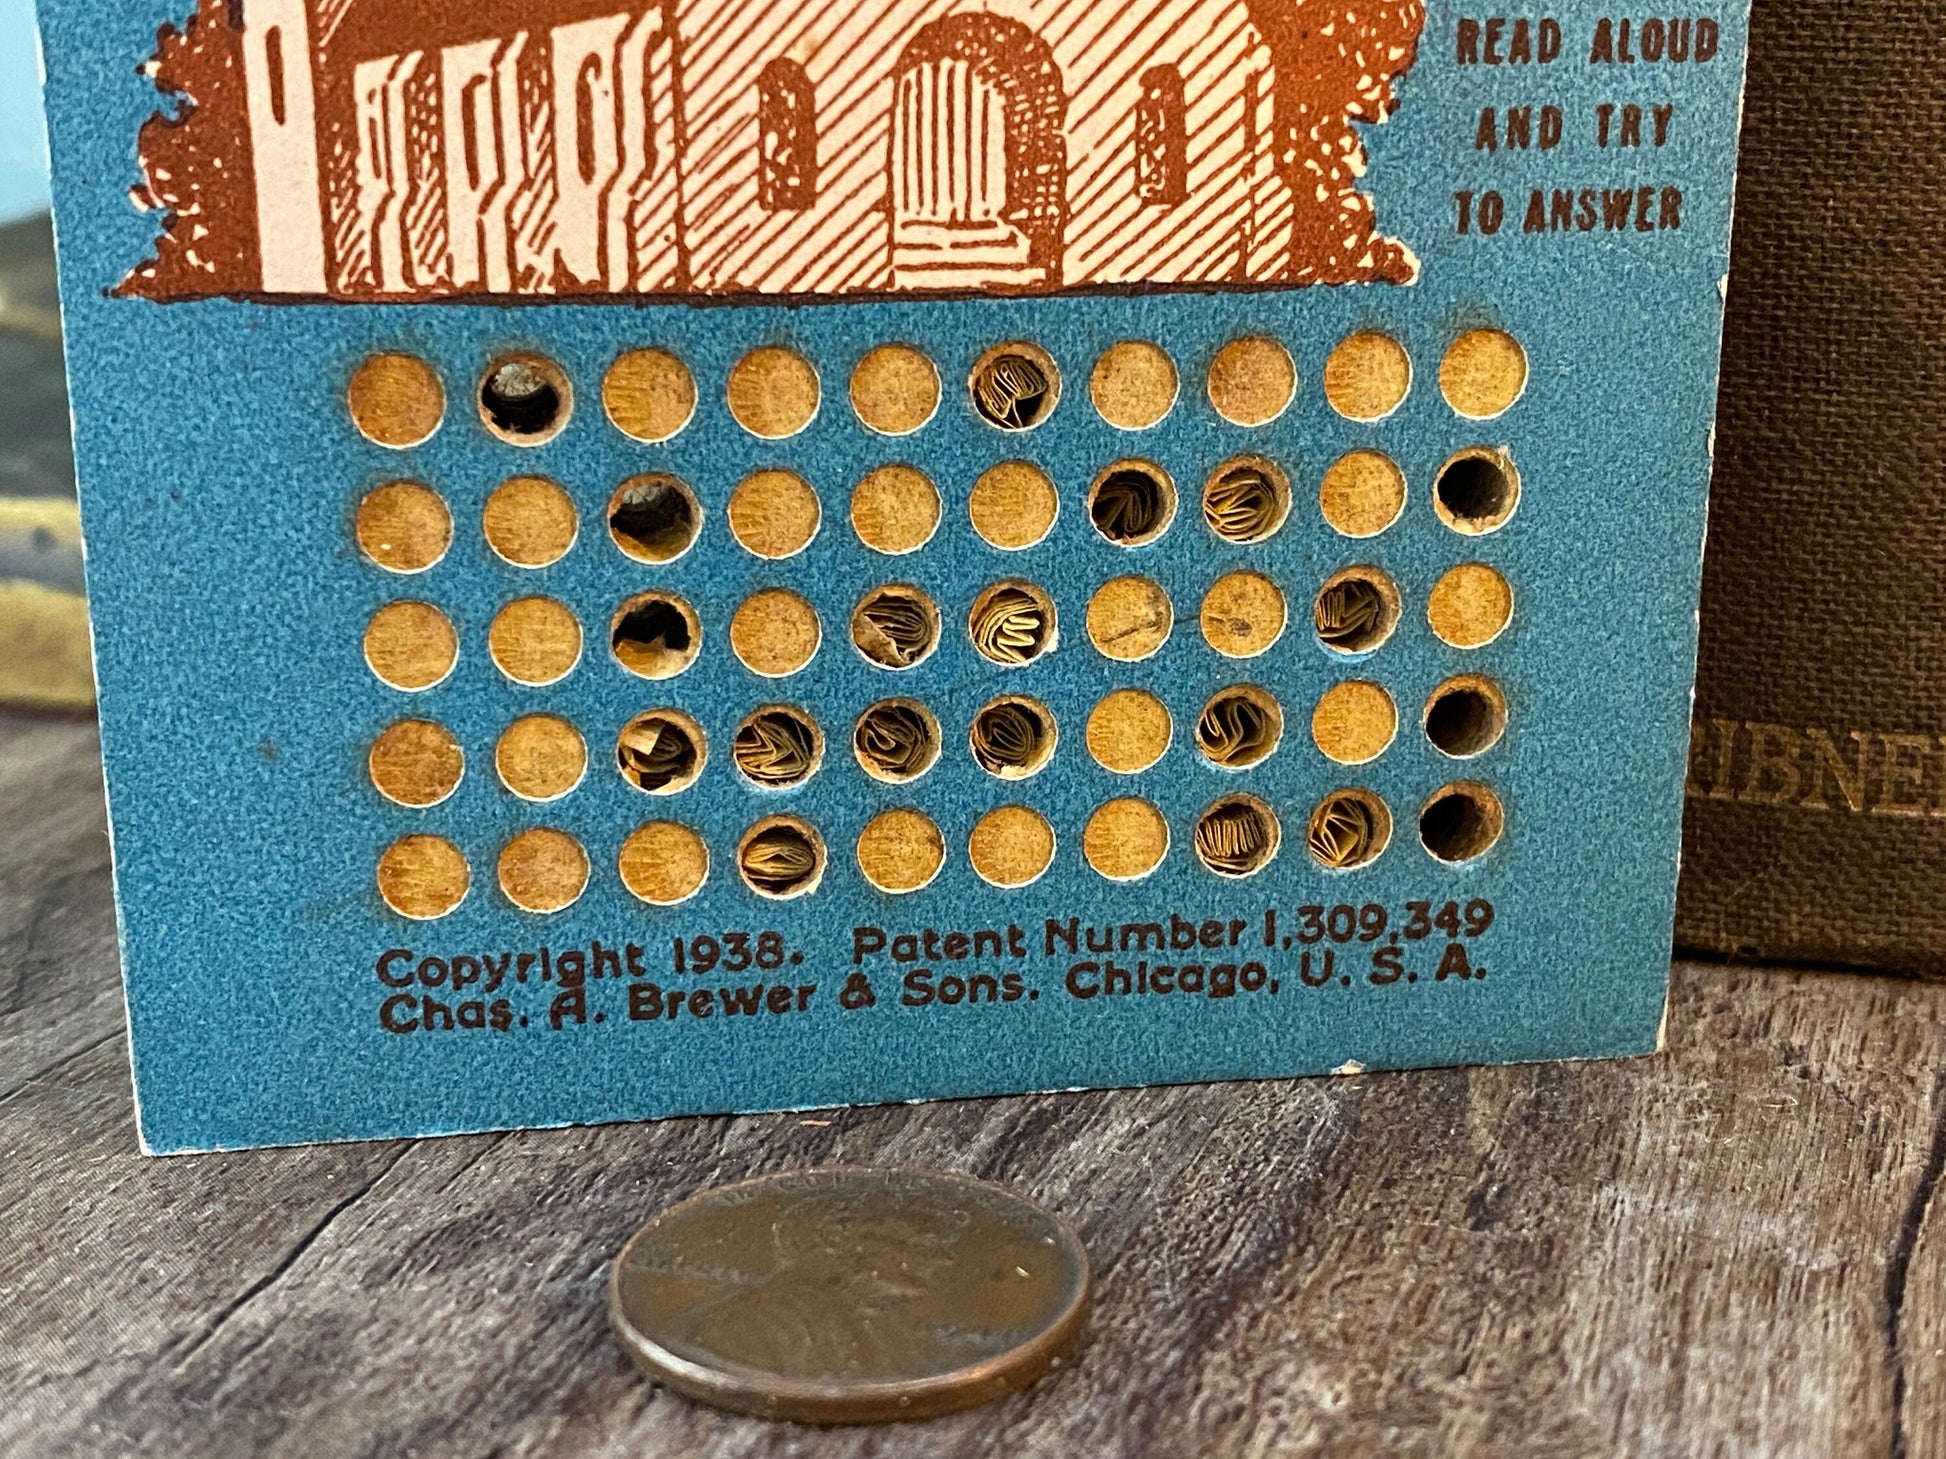 READ ALOUD
AND TRY
TO ANSWER
Copyright 1938. Patent Number 1,309,349
Chas. A. Brewer & Sons. Chicago, U. S. A.